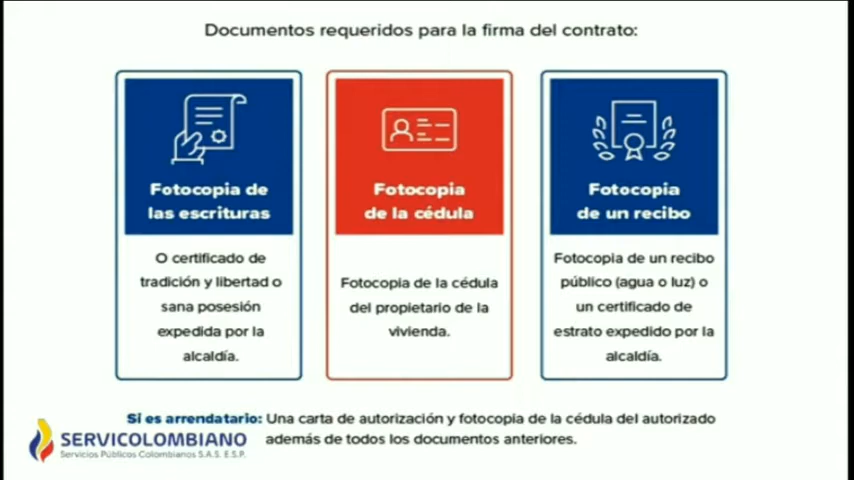 Documentos requeridos para la firma del contrato:
Fotocopia de
las escrituras
O certificado de
tradición y libertad o
sana posesión
expedida por la
alcaldía.
Fotocopia
de la cédula
Fotocopia de la cédula
del propietario de la
vivienda.
Fotocopia
de un recibo
Fotocopia de un recibo
público (agua o luz) o
un certificado de
estrato expedido por la
alcaldía.
Si es arrendatario: Una carta de autorización y fotocopia de la cédula del autorizado
además de todos los documentos anteriores.
SERVICOLOMBIANO
Servicios Públicos Colombianos S.A.S. E.S.P.